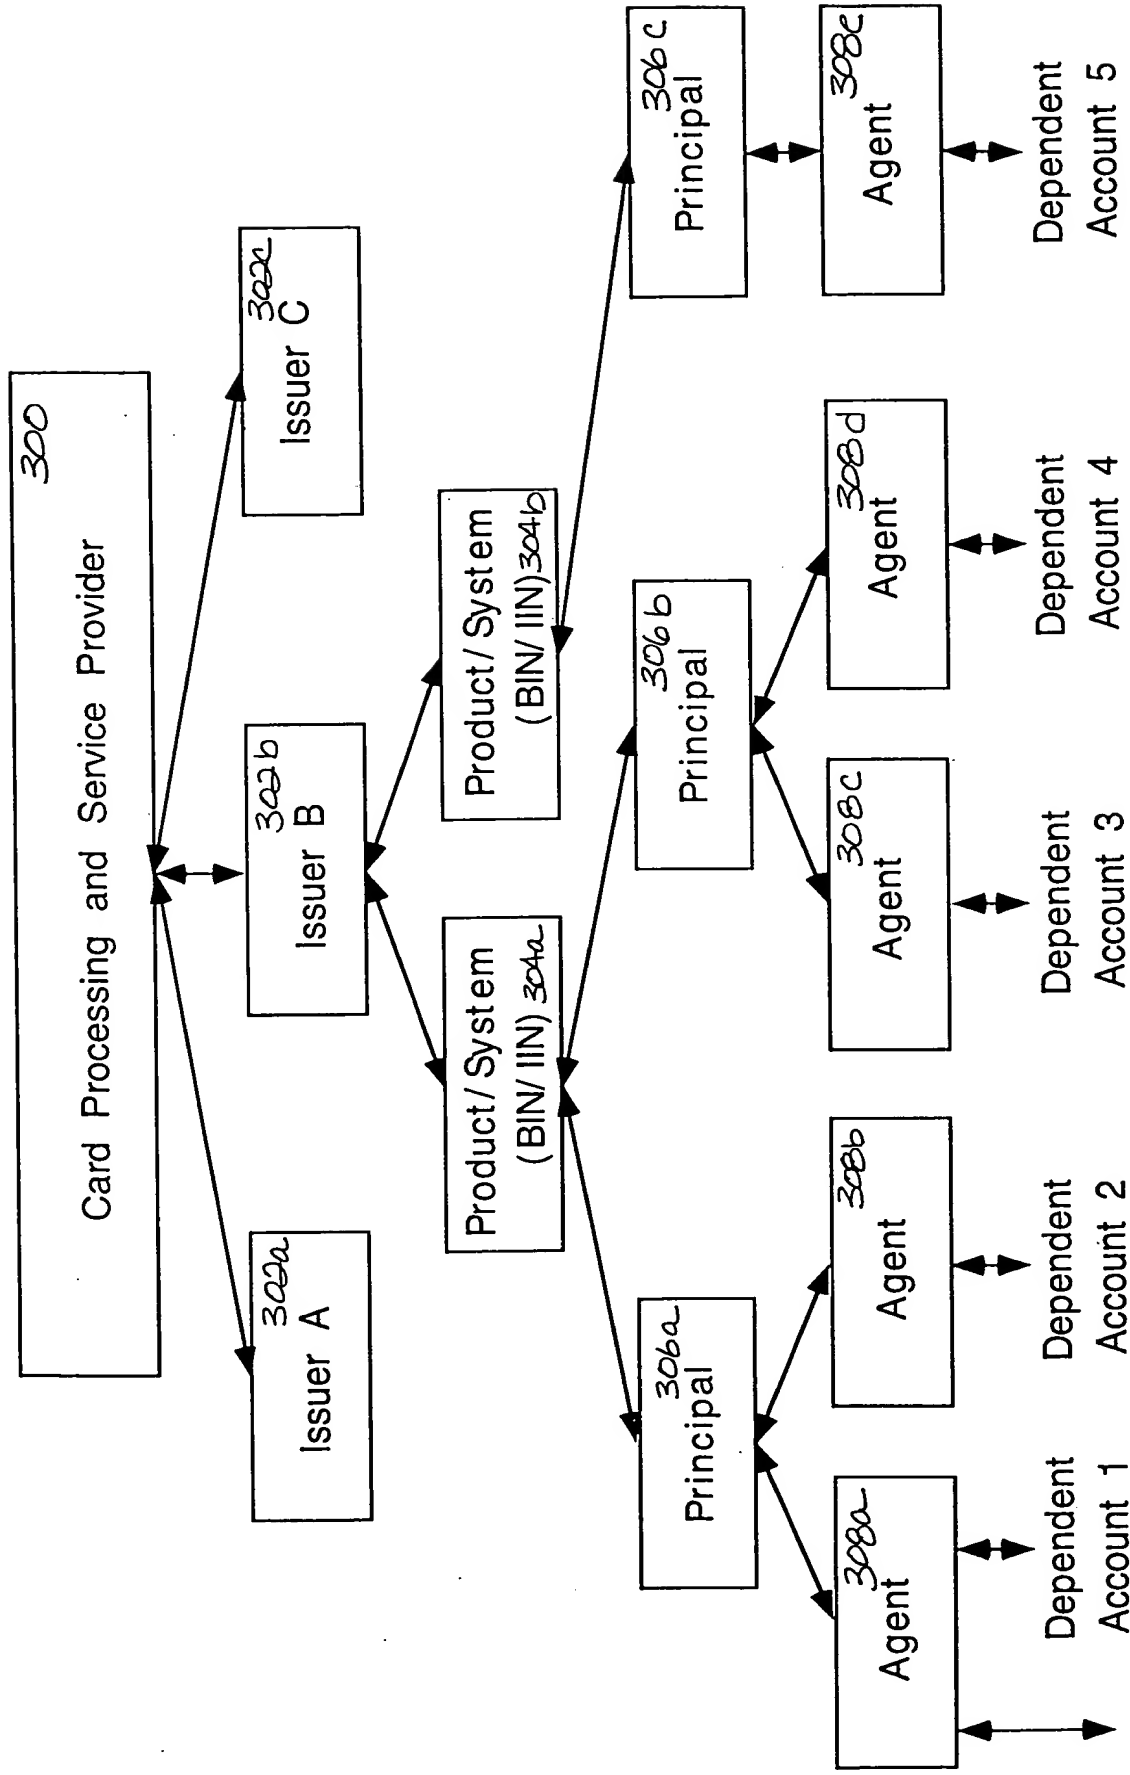 300
Card Processing and Service Provider
302a
Issuer A
302b
Issuer B
302c
Issuer C
Product/System
(BIN/IIN) 304a
Product/System
(BIN/IIN) 304b
306a
Principal
306b
Principal
306c
Principal
308a
Agent
308b
Agent
308c
Agent
308d
Agent
308e
Agent
Dependent
Account 1
Dependent
Account 2
Dependent
Account 3
Dependent
Account 4
Dependent
Account 5